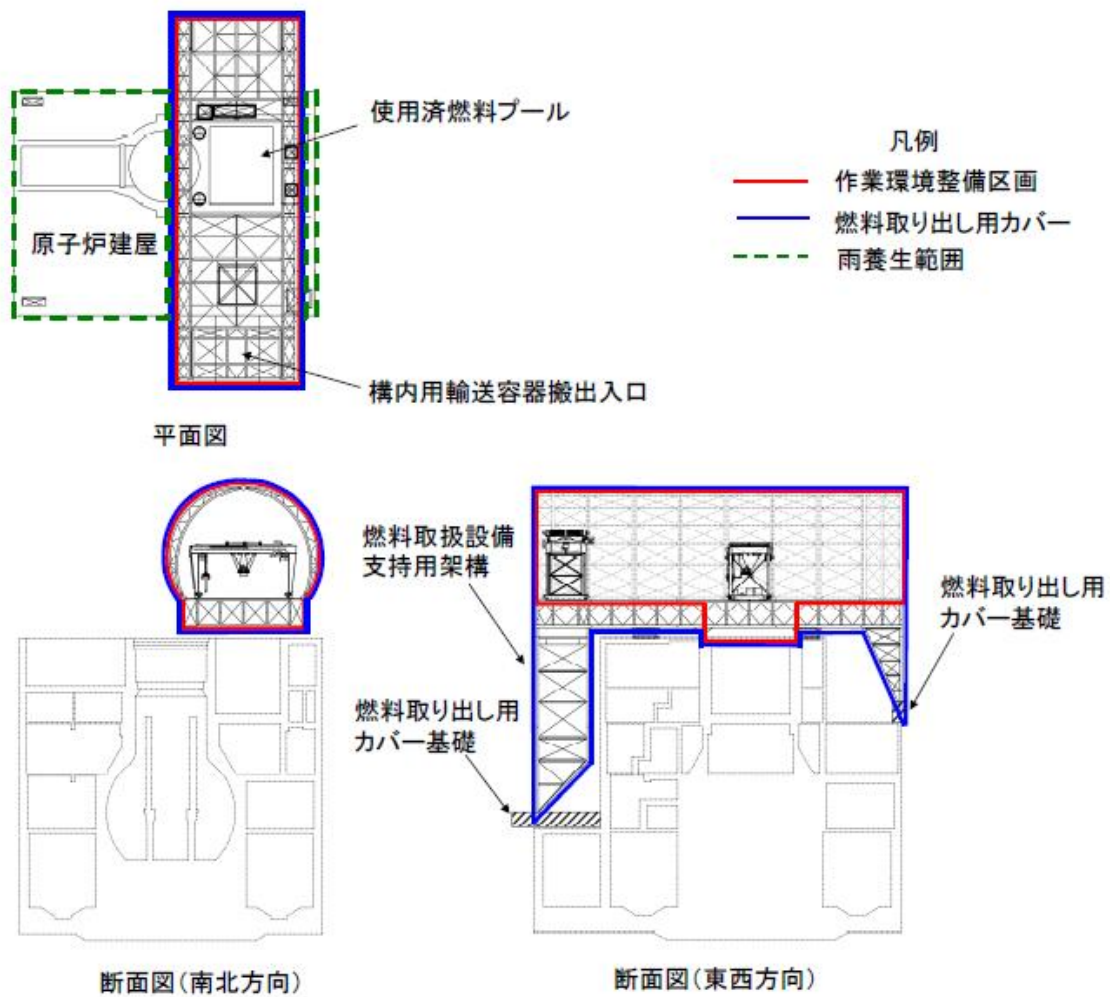 使用済燃料プール
凡例
作業環境整備区画
燃料取り出し用カバー
雨養生範囲
原子炉建屋
構内用輸送容器搬出入口
平面図
燃料取扱設備
支持用架構
燃料取り出し用
カバー基礎
燃料取り出し用
カバー基礎
断面図(南北方向)
断面図(東西方向)